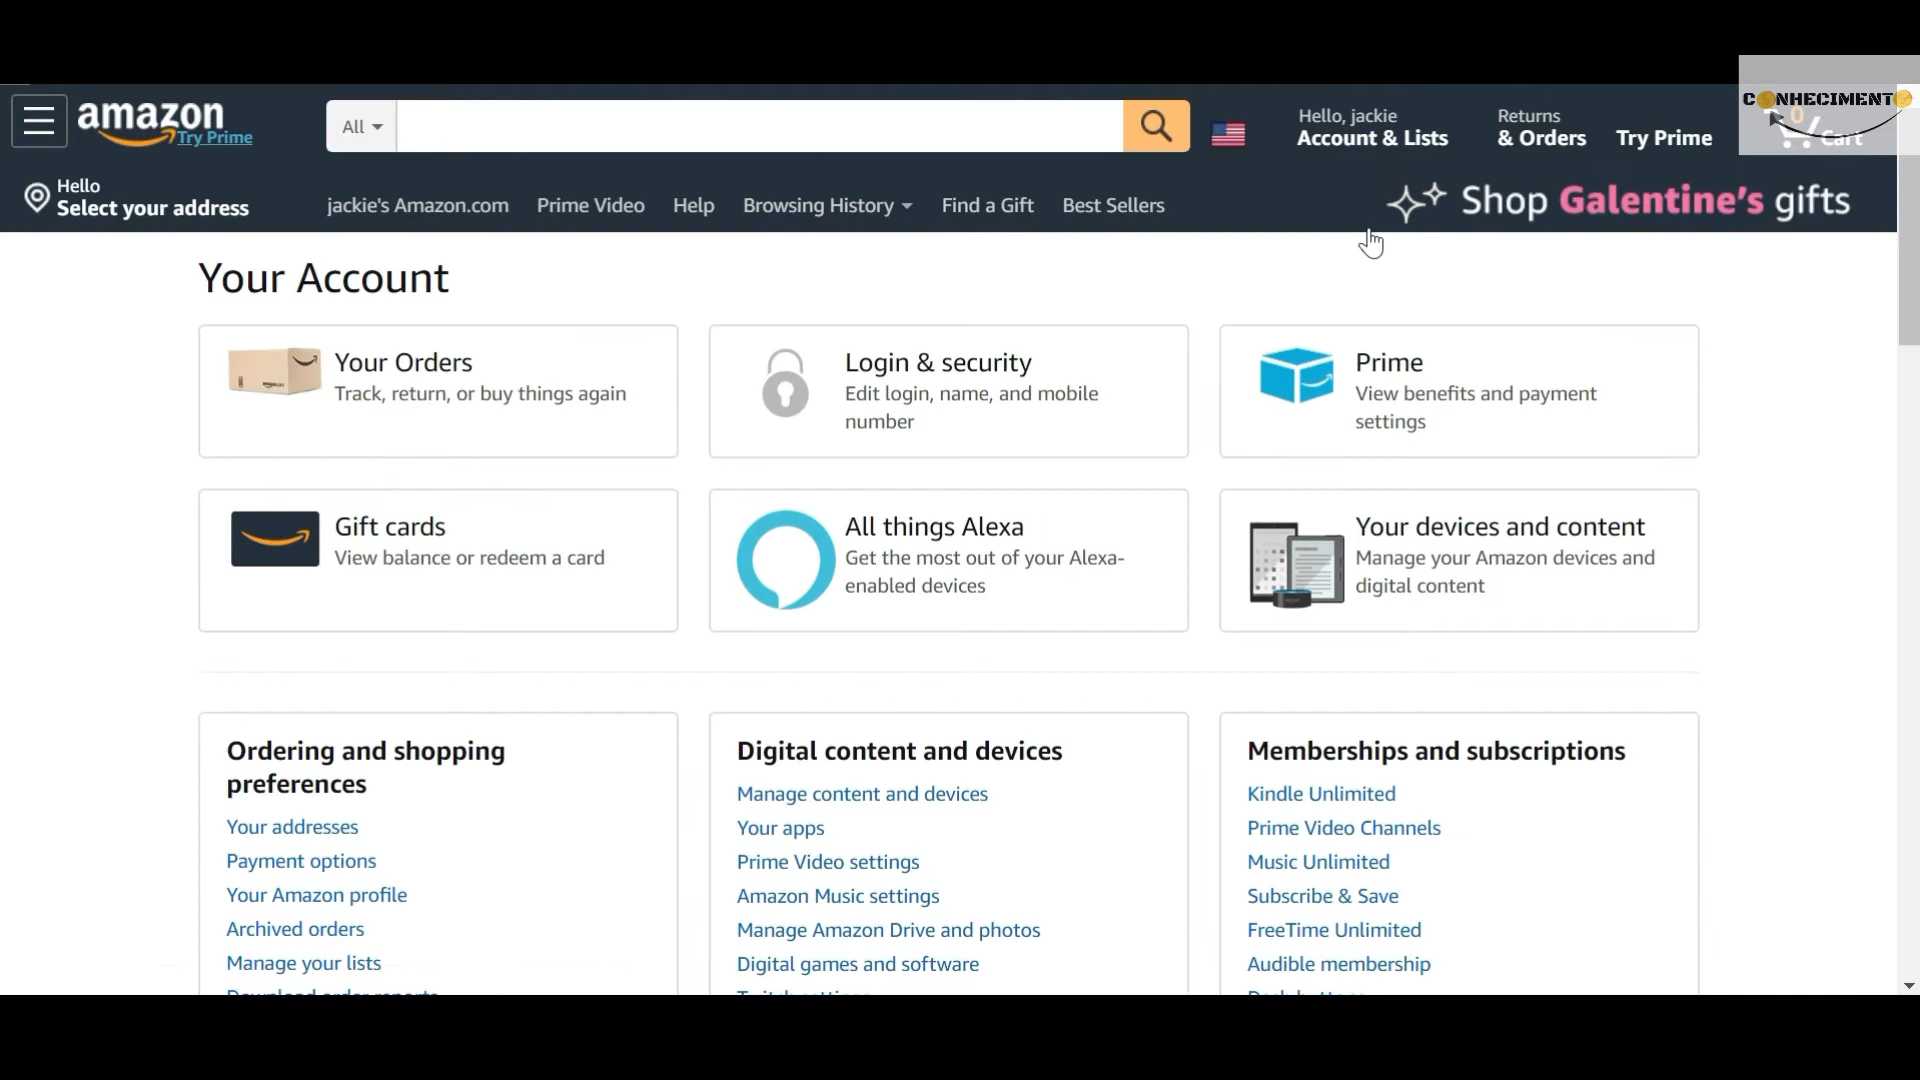 amazon
Try Prime
All
Hello, jackie
Account & Lists
Returns
& Orders
Try Prime
0
Cart
CONHECIMENTO
Hello
Select your address
jackie's Amazon.com
Prime Video
Help
Browsing History
Find a Gift
Best Sellers
Shop Galentine's gifts
Your Account
Your Orders
Track, return, or buy things again
Login & security
Edit login, name, and mobile
number
Prime
View benefits and payment
settings
Gift cards
View balance or redeem a card
All things Alexa
Get the most out of your Alexa-
enabled devices
Your devices and content
Manage your Amazon devices and
digital content
Ordering and shopping
preferences
Your addresses
Payment options
Your Amazon profile
Archived orders
Manage your lists
Download order reports
Digital content and devices
Manage content and devices
Your apps
Prime Video settings
Amazon Music settings
Manage Amazon Drive and photos
Digital games and software
Twitch settings
Memberships and subscriptions
Kindle Unlimited
Prime Video Channels
Music Unlimited
Subscribe & Save
FreeTime Unlimited
Audible membership